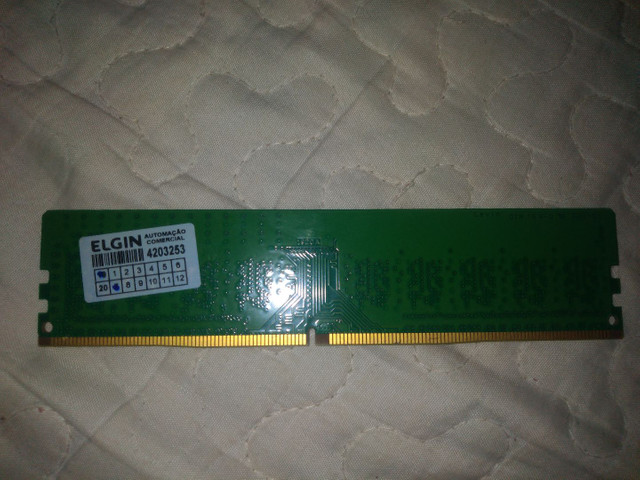 ELGIN AUTOMAÇÃO
COMERCIAL
4203253
1 2 3 4 5 6
20 8 9 10 11 12